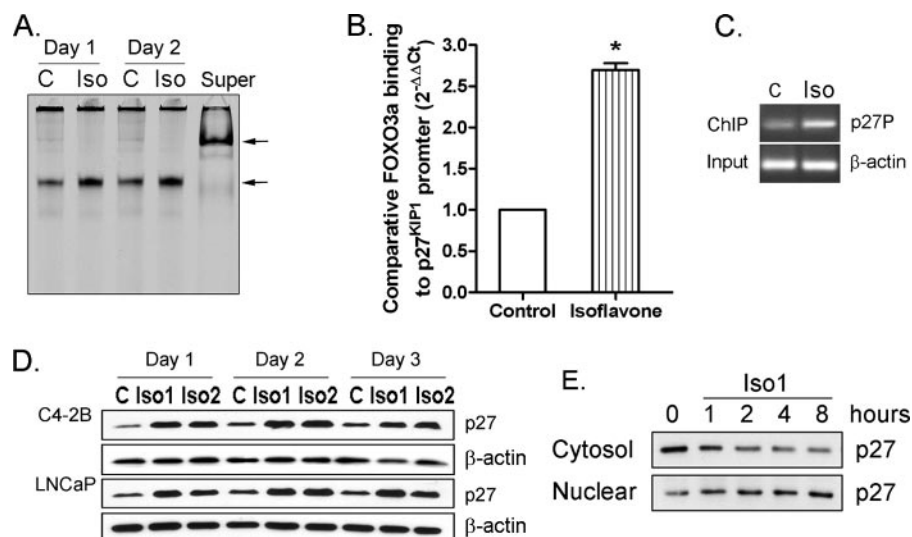 A.
Day 1 Day 2
C Iso C Iso Super
B.
Comparative FOXO3a binding
to p27KIP1 promter (2-ΔΔCt)
3.0
2.5
2.0
1.5
1.0
0.5
0.0
*
Control Isoflavone
C.
C Iso
ChIP p27P
Input β-actin
D.
Day 1 Day 2 Day 3
C Iso1 Iso2 C Iso1 Iso2 C Iso1 Iso2
C4-2B p27
β-actin
LNCaP p27
β-actin
E.
Iso1
0 1 2 4 8 hours
Cytosol p27
Nuclear p27